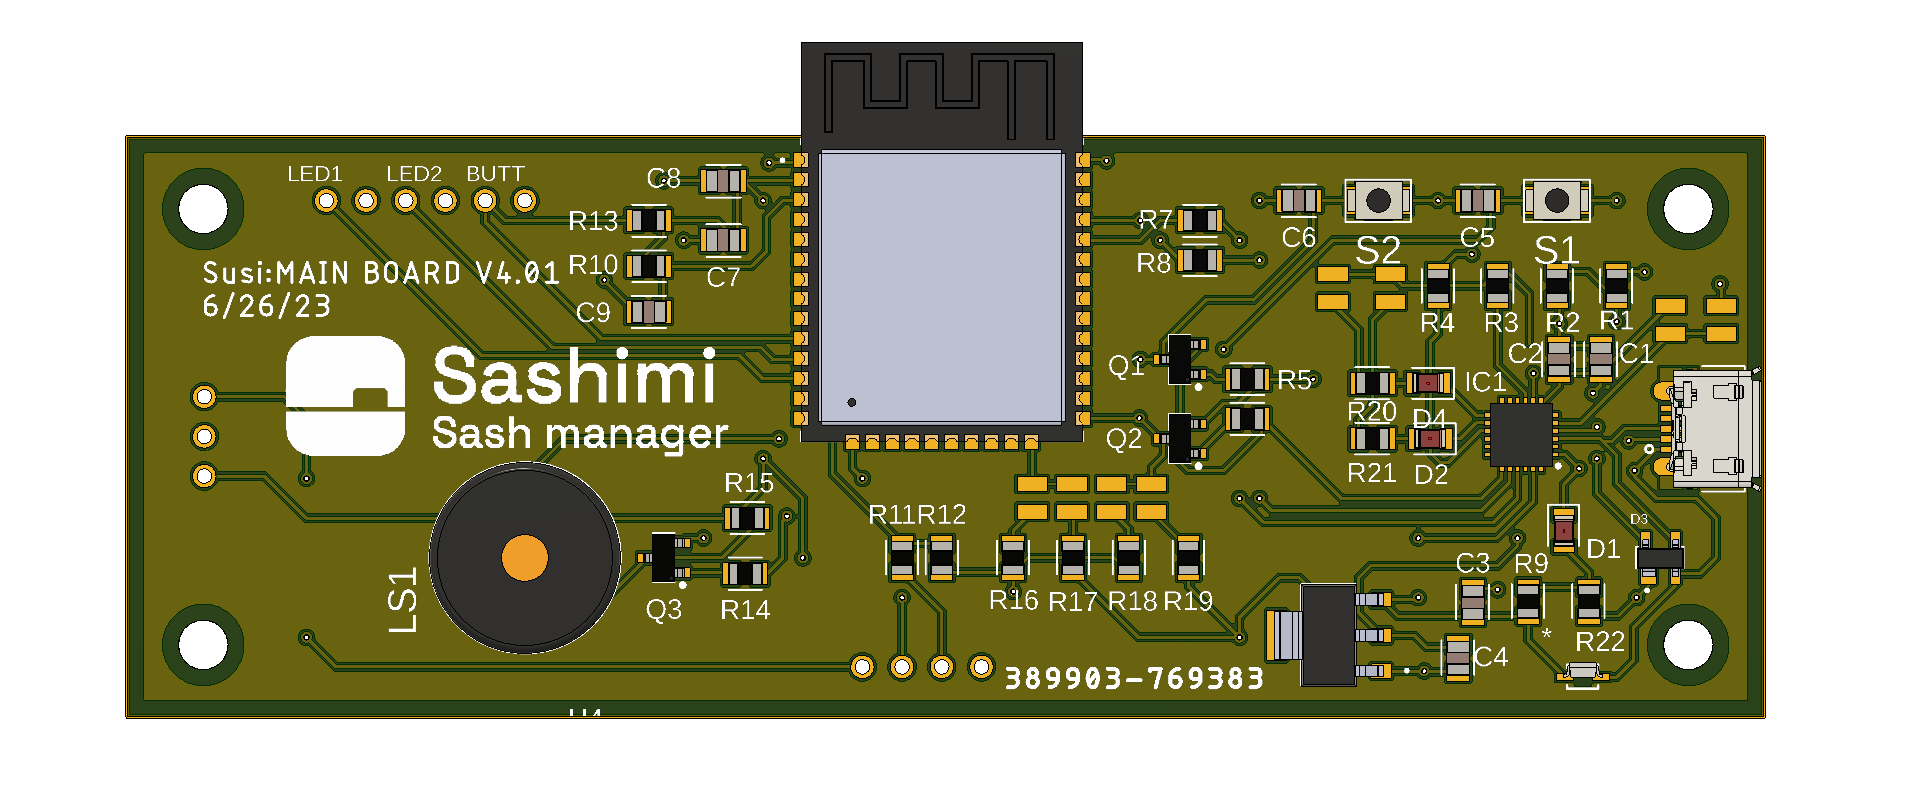 LED1 LED2 BUTT
C8
R13
C7
R10
C9
Susi:MAIN BOARD V4.01
6/26/23
Sashimi
Sash manager
LS1
R15
Q3
R14
R11 R12
R16 R17 R18 R19
389903-769383
R7
R8
C6
S2
C5
S1
R4 R3 R2 R1
C2 C1
Q1
R5
Q2
IC1
R20
D4
R21
D2
D3
D1
C3 R9
*
R22
C4